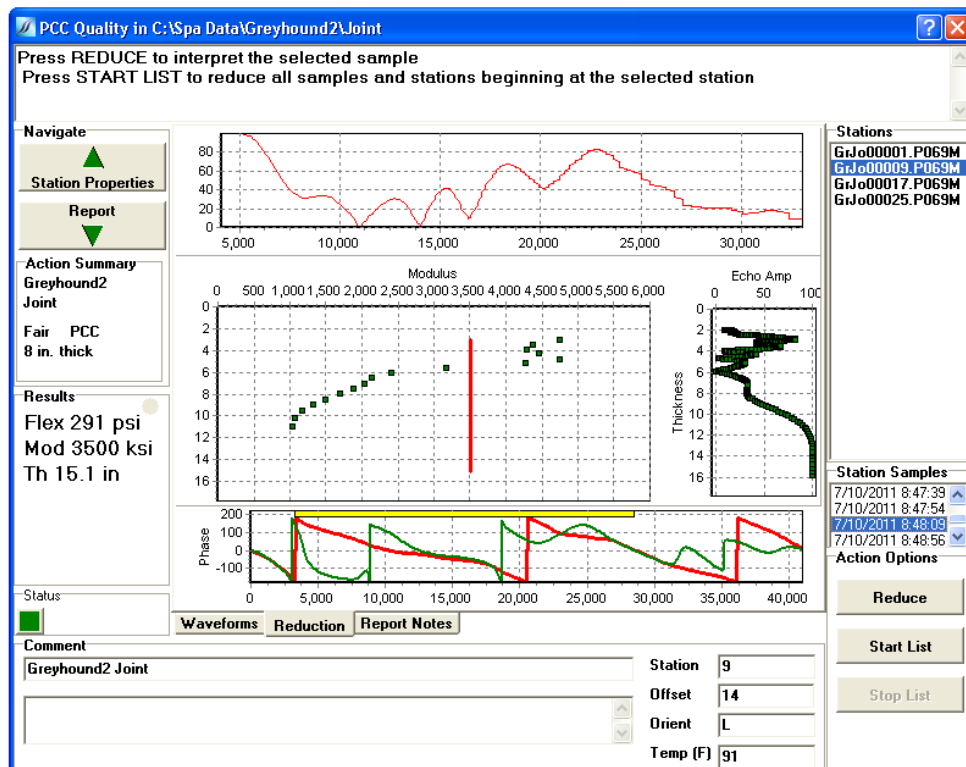 PCC Quality in C:\Spa Data\Greyhound2\Joint
Press REDUCE to interpret the selected sample
Press START LIST to reduce all samples and stations beginning at the selected station
Navigate
Station Properties
Report
Action Summary
Greyhound2
Joint
Fair PCC
8 in. thick
Results
Flex 291 psi
Mod 3500 ksi
Th 15.1 in
Status
80
60
40
20
0
5,000 10,000 15,000 20,000 25,000 30,000
Modulus
0 500 1,000 1,500 2,000 2,500 3,000 3,500 4,000 4,500 5,000 6,000
0
2
4
6
8
10
12
14
16
Echo Amp
0 50 100
Thickness
0
2
4
6
8
10
12
14
16
Phase
200
100
0
-100
0 5,000 10,000 15,000 20,000 25,000 30,000 35,000 40,000
Waveforms Reduction Report Notes
Stations
GrJo00001.P069M
GrJo00009.P069M
GrJo00017.P069M
GrJo00025.P069M
Station Samples
7/10/2011 8:47:39
7/10/2011 8:47:54
7/10/2011 8:48:09
7/10/2011 8:48:56
Action Options
Reduce
Start List
Stop List
Comment
Greyhound2 Joint
Station 9
Offset 14
Orient L
Temp (F) 91